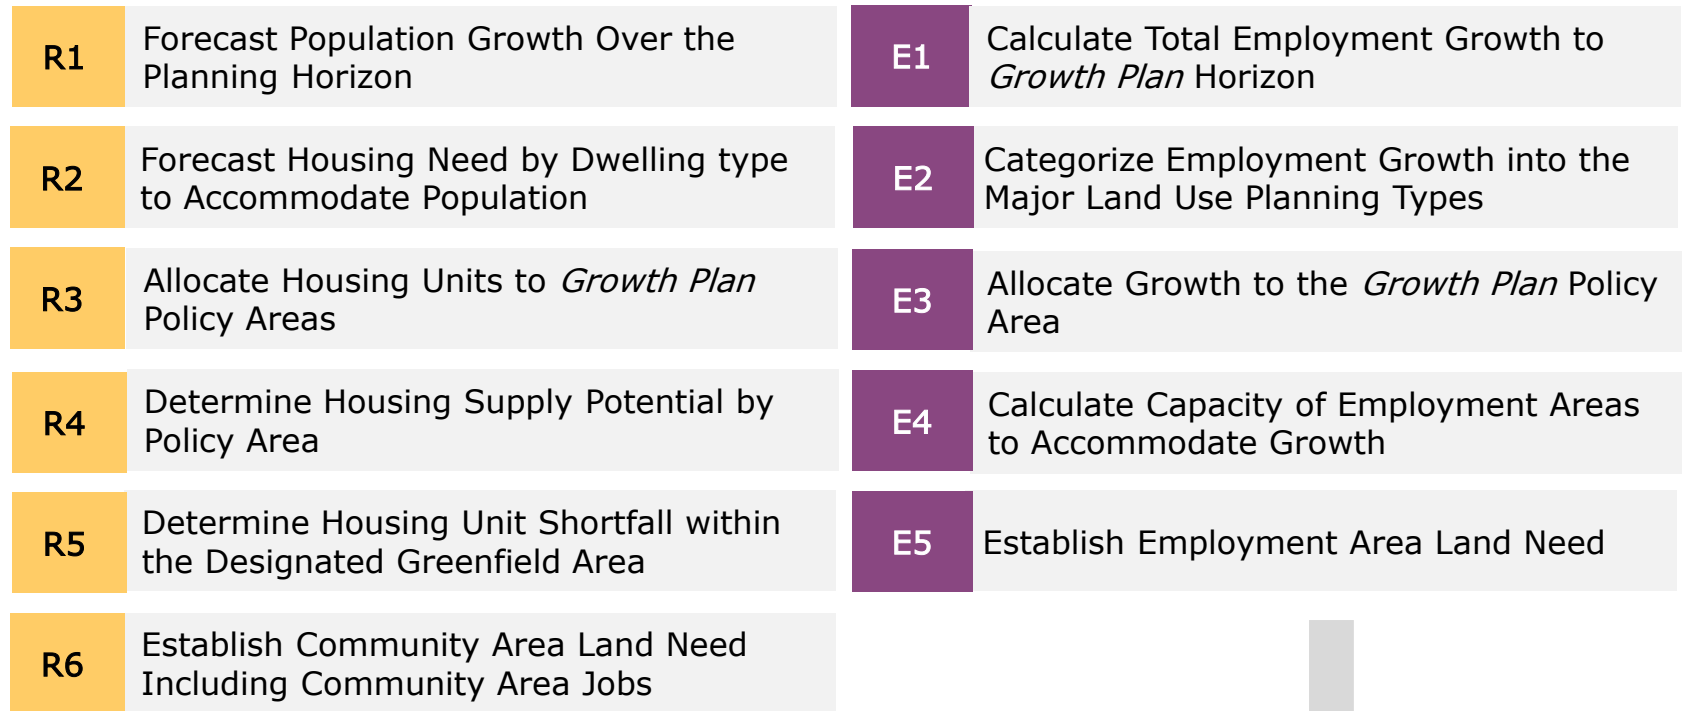 R1
Forecast Population Growth Over the
Planning Horizon
R2
Forecast Housing Need by Dwelling type
to Accommodate Population
R3
Allocate Housing Units to Growth Plan
Policy Areas
R4
Determine Housing Supply Potential by
Policy Area
R5
Determine Housing Unit Shortfall within
the Designated Greenfield Area
R6
Establish Community Area Land Need
Including Community Area Jobs
E1
Calculate Total Employment Growth to
Growth Plan Horizon
E2
Categorize Employment Growth into the
Major Land Use Planning Types
E3
Allocate Growth to the Growth Plan Policy
Area
E4
Calculate Capacity of Employment Areas
to Accommodate Growth
E5
Establish Employment Area Land Need